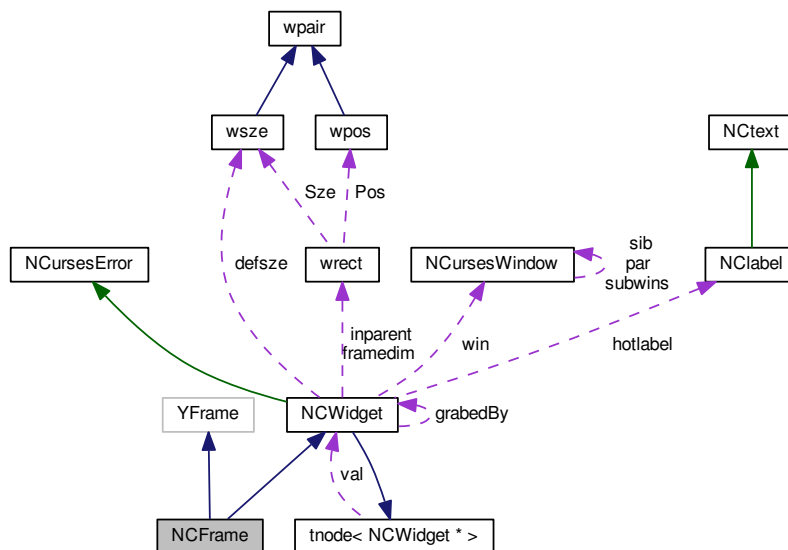 wpair
wsze
wpos
NCtext
Sze
Pos
sib
par
subwins
NCursesError
defsze
wrect
NCursesWindow
NClabel
inparent
framedim
win
hotlabel
YFrame
NCWidget
grabedBy
val
NCFrame
tnode< NCWidget * >